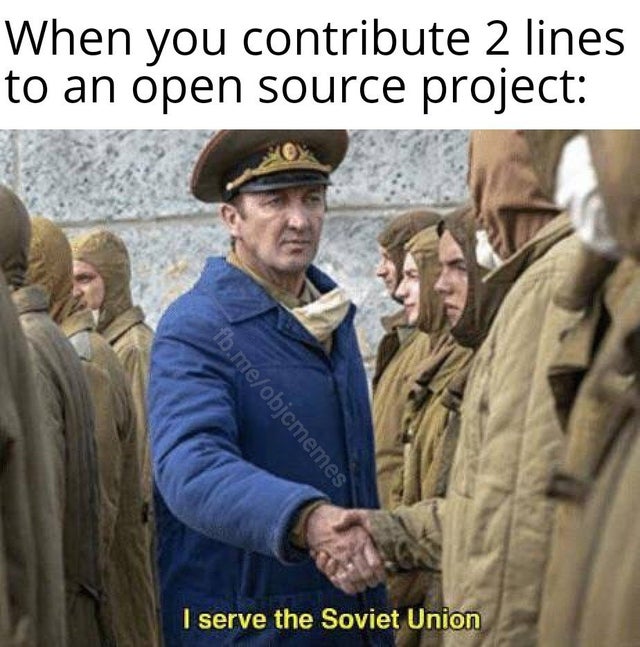 When you contribute 2 lines
to an open source project:
fb.me/objcmemes
I serve the Soviet Union